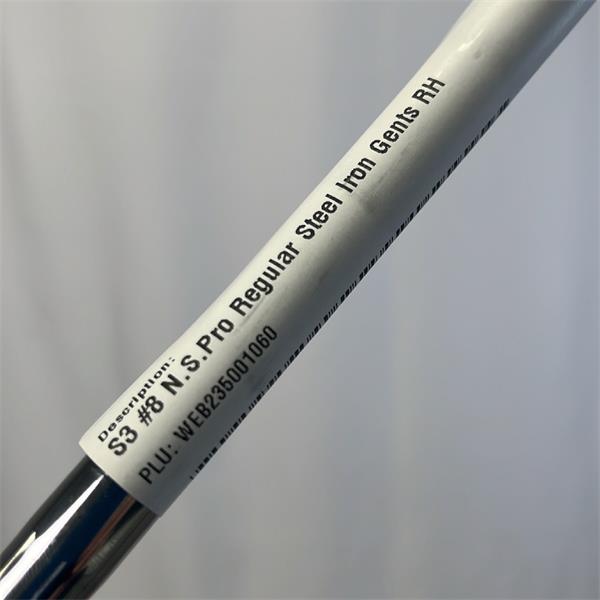 Description:
S3 #8 N.S.Pro Regular Steel Iron Gents RH
PLU: WEB235001060